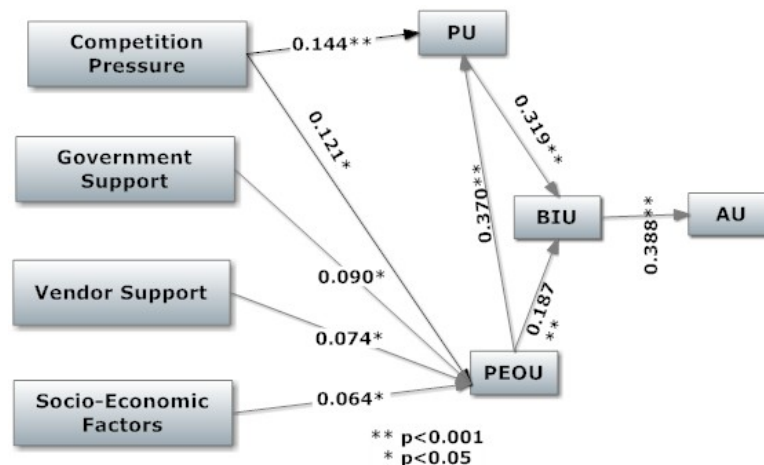 Competition
Pressure
0.144**
PU
0.121*
0.319**
Government
Support
0.370**
BIU
0.388**
AU
0.090*
Vendor Support
0.187
**
0.074*
PEOU
Socio-Economic
Factors
0.064*
** p<0.001
* p<0.05